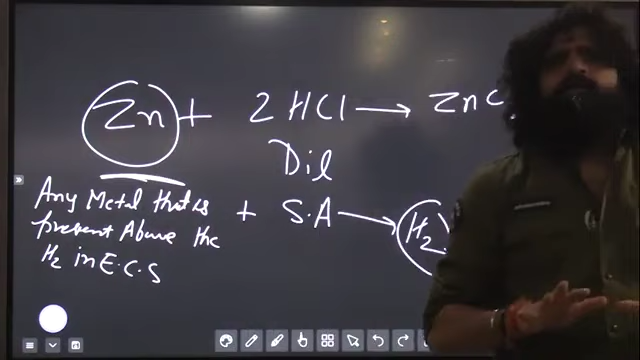 Zn + 2 HCl → ZnC
Dil
Any Metal that is
present Above the
H2 in E.C.S
+ S.A → H2